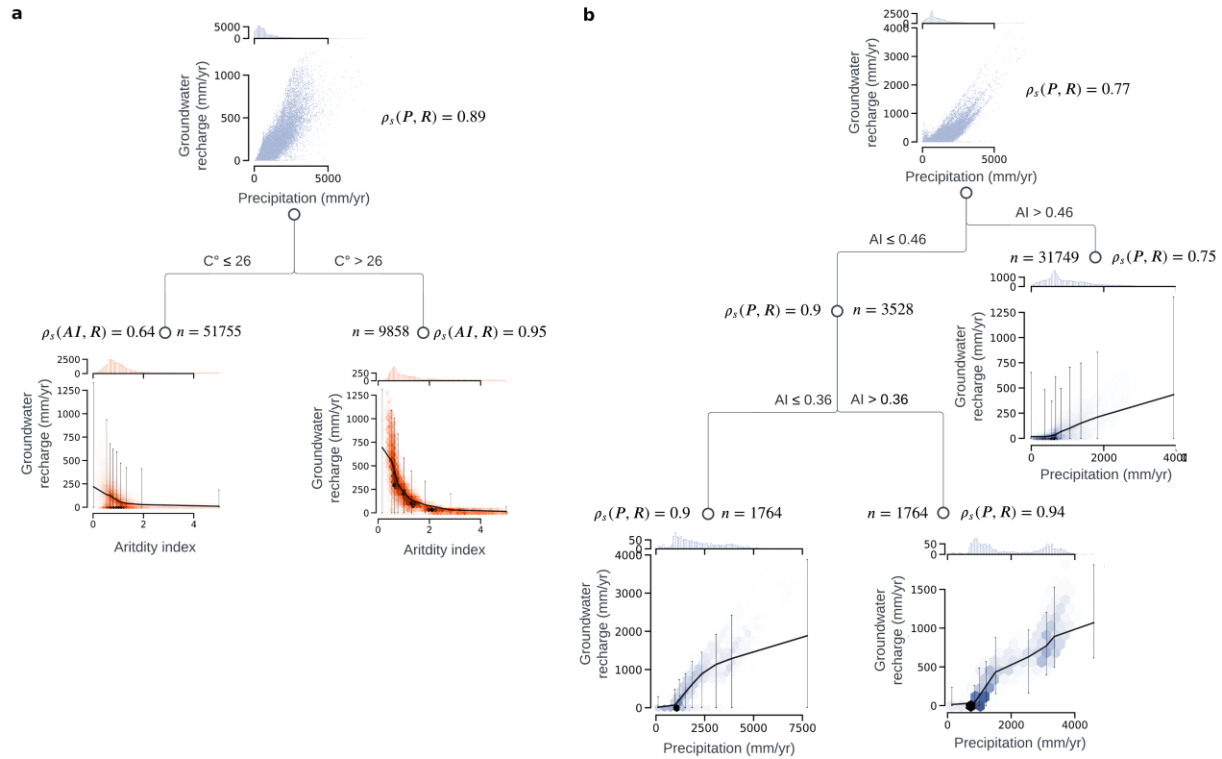 a
5000
0
1000
500
0
Groundwater
recharge (mm/yr)
0 5000
Precipitation (mm/yr)
ρs(P, R) = 0.89
C° ≤ 26
C° > 26
ρs(AI, R) = 0.64
n = 51755
n = 9858
ρs(AI, R) = 0.95
2500
0
1250
1000
750
500
250
0
Groundwater
recharge (mm/yr)
0 2 4
Aritdity index
250
0
1250
1000
750
500
250
0
Groundwater
recharge (mm/yr)
0 2 4
Aritdity index
b
2500
0
4000
3000
2000
1000
0
Groundwater
recharge (mm/yr)
0 5000
Precipitation (mm/yr)
ρs(P, R) = 0.77
AI ≤ 0.46
AI > 0.46
n = 31749
ρs(P, R) = 0.75
1000
0
1250
1000
750
500
250
0
Groundwater
recharge (mm/yr)
0 2000
Precipitation (mm/yr)
ρs(P, R) = 0.9
n = 3528
AI ≤ 0.36
AI > 0.36
ρs(P, R) = 0.9
n = 1764
50
0
4000
3000
2000
1000
0
Groundwater
recharge (mm/yr)
0 2500 5000 7500
Precipitation (mm/yr)
n = 1764
ρs(P, R) = 0.94
50
0
1500
1000
500
0
Groundwater
recharge (mm/yr)
0 2000 4000
Precipitation (mm/yr)